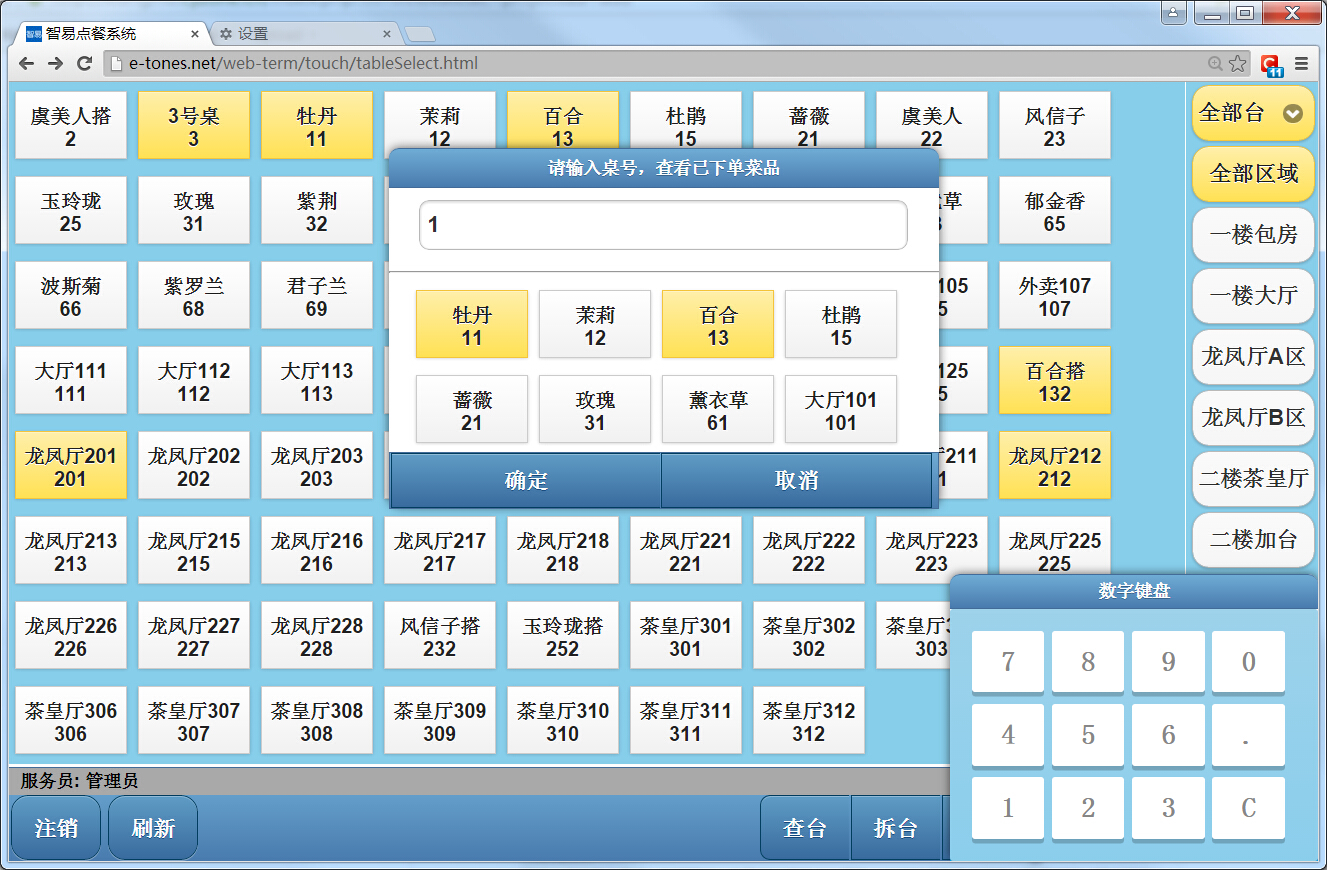 智易点餐系统
设置
e-tones.net/web-term/touch/tableSelect.html
11
虞美人搭
2
3号桌
3
牡丹
11
茉莉
12
百合
13
杜鹃
15
蔷薇
21
虞美人
22
风信子
23
全部台
玉玲珑
25
玫瑰
31
紫荆
32
草
郁金香
65
全部区域
一楼包房
波斯菊
66
紫罗兰
68
君子兰
69
105
5
外卖107
107
一楼大厅
大厅111
111
大厅112
112
大厅113
113
125
5
百合搭
132
龙凤厅A区
龙凤厅B区
龙凤厅201
201
龙凤厅202
202
龙凤厅203
203
211
1
龙凤厅212
212
二楼茶皇厅
二楼加台
请输入桌号，查看已下单菜品
1
牡丹
11
茉莉
12
百合
13
杜鹃
15
蔷薇
21
玫瑰
31
薰衣草
61
大厅101
101
确定
取消
龙凤厅213
213
龙凤厅215
215
龙凤厅216
216
龙凤厅217
217
龙凤厅218
218
龙凤厅221
221
龙凤厅222
222
龙凤厅223
223
龙凤厅225
225
龙凤厅226
226
龙凤厅227
227
龙凤厅228
228
风信子搭
232
玉玲珑搭
252
茶皇厅301
301
茶皇厅302
302
茶皇厅3
303
茶皇厅306
306
茶皇厅307
307
茶皇厅308
308
茶皇厅309
309
茶皇厅310
310
茶皇厅311
311
茶皇厅312
312
数字键盘
7 8 9 0
4 5 6 .
1 2 3 C
服务员: 管理员
注销
刷新
查台
拆台